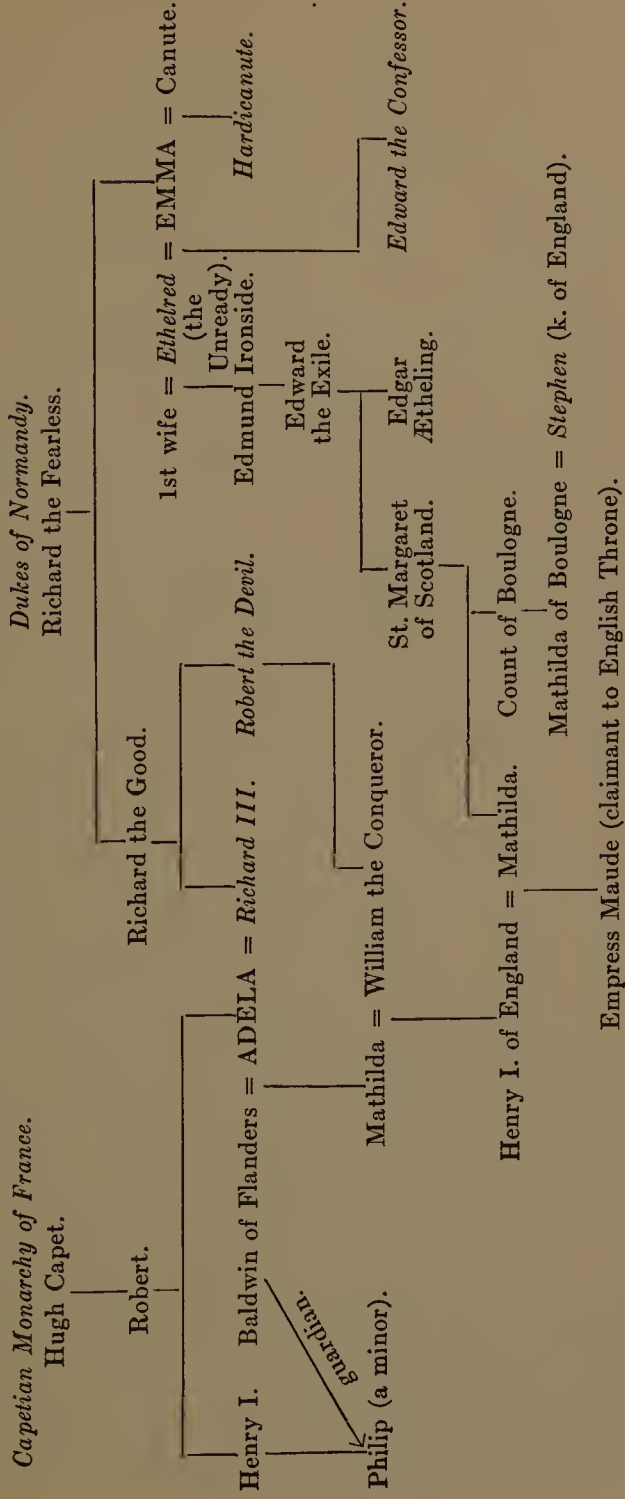 Capetian Monarchy of France.
Hugh Capet.
Robert.
Henry I. Baldwin of Flanders = ADELA = Richard III. Robert the Devil.
guardian.
Philip (a minor).
Mathilda = William the Conqueror.
Dukes of Normandy.
Richard the Fearless.
Richard the Good.
1st wife = Ethelred = EMMA = Canute.
(the
Unready).
Edmund Ironside.
Hardicanute.
Edward
the Exile.
St. Margaret
of Scotland.
Edgar
Ætheling.
Edward the Confessor.
Henry I. of England = Mathilda. Count of Boulogne.
Mathilda of Boulogne = Stephen (k. of England).
Empress Maude (claimant to English Throne).